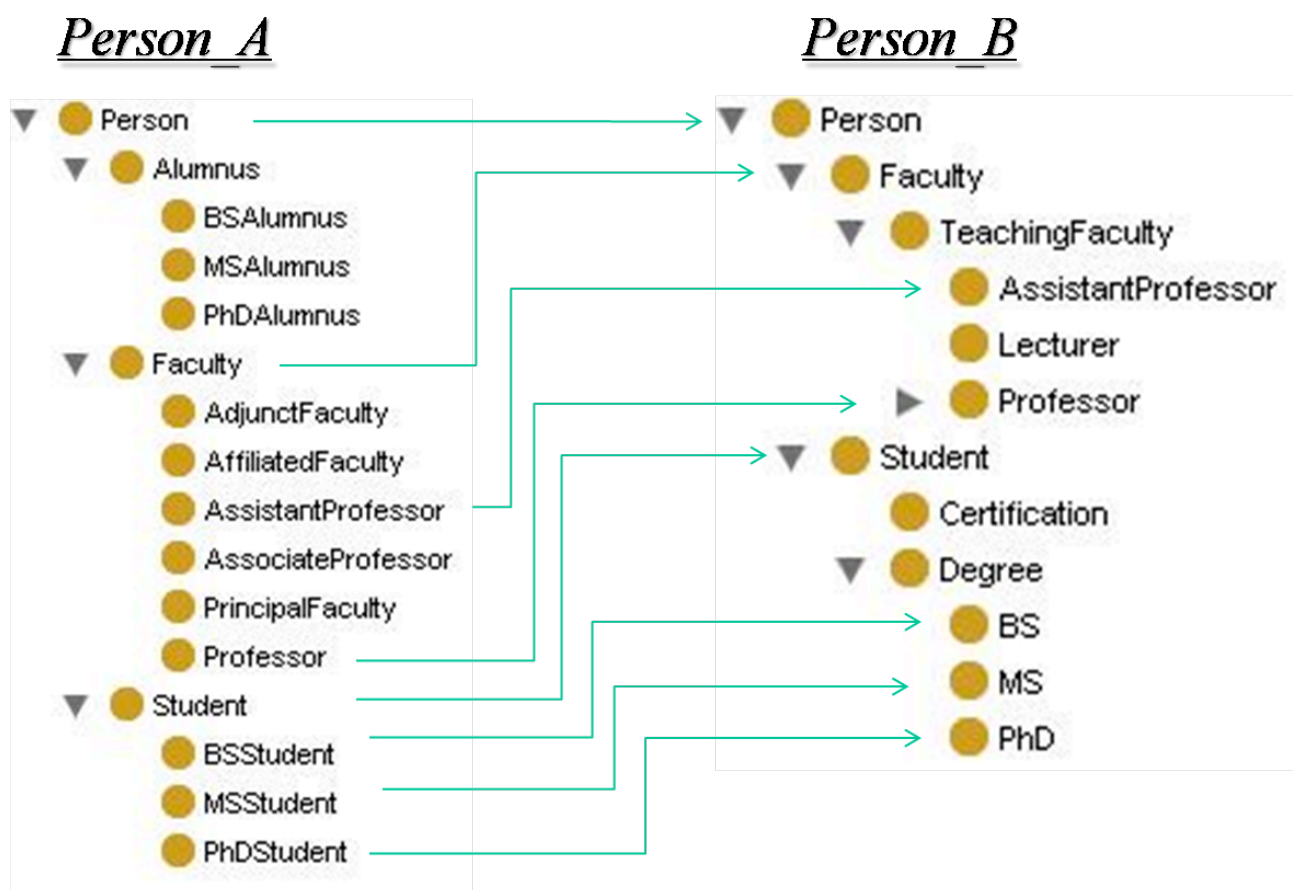 Person_A
Person
Alumnus
BSAlumnus
MSAlumnus
PhDAlumnus
Faculty
AdjunctFaculty
AffiliatedFaculty
AssistantProfessor
AssociateProfessor
PrincipalFaculty
Professor
Student
BSStudent
MSStudent
PhDStudent
Person_B
Person
Faculty
TeachingFaculty
AssistantProfessor
Lecturer
Professor
Student
Certification
Degree
BS
MS
PhD